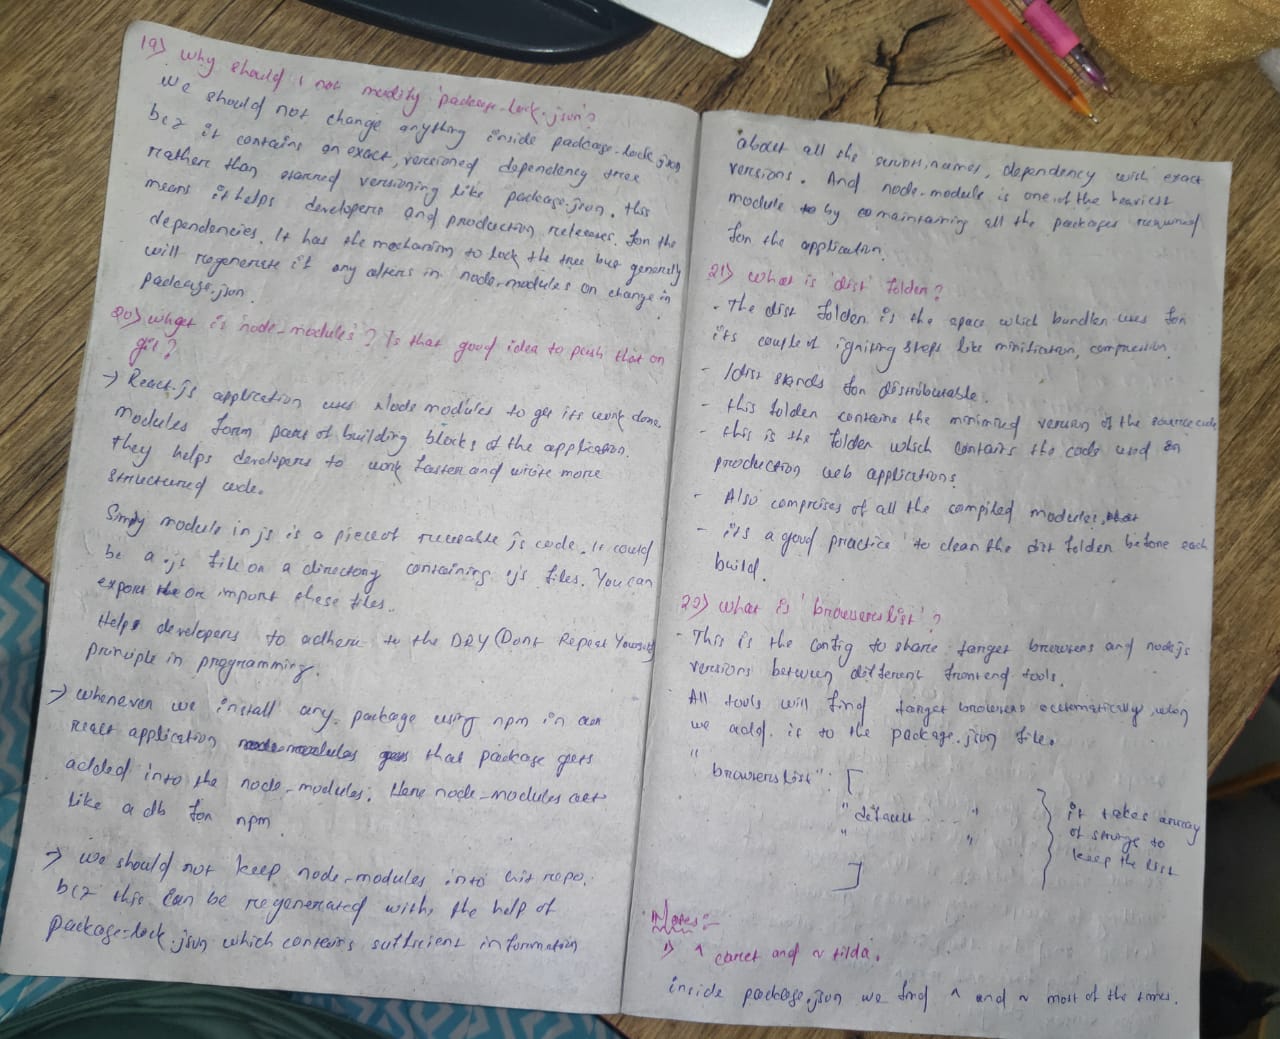 19) Why should I not modify 'package-lock.json'?
We should not change anything inside package-lock.json
bcz it contains an exact, versioned dependency tree
rathere than starred versioning like package.json. this
means it helps developers and production releases. for the
dependencies. It has the mechanism to lock the tree but generally
will regenerate if any alters in node-modules on change in
package.json.
20) What is 'node-modules'? Is that good idea to push that on
git?
→ React.js application uses Node modules to get its work done.
modules form part of building blocks of the application.
They helps developers to work faster and write more
structured code.
Simply module in js is a piece of reuseable js code. It could
be a .js file or a directory containing .js files. You can
export or import these files.
Helps developers to adhere to the DRY (Dont Repeat Yourself)
principle in programming.
→ Whenever we install any package using npm in our
react application that package gets
added into the node-modules. Here node-modules act
like a db for npm.
→ We should not keep node-modules into Git repo.
bcz this can be regenerated with, the help of
package-lock.json which contains sufficient information
about all the names, dependency with exact
versions. And node-module is one of the heaviest
module by maintaining all the packages required
for the application.
21) What is 'dist' folder?
- The dist folder is the space which bundler uses for
its couple of igniting steps like minification, compression.
- /dist stands for distributable.
- this folder contains the minimized version of the source code
- this is the folder which contains the code used on
production web applications.
- Also comprises of all the compiled modules.
- its a good practice to clean the dist folder before each
build.
22) What is 'browserslist'?
- This is the config to share target browsers and node.js
versions between different frontend tools.
- All tools will find target browsers automatically, when
we add is to the package.json file.
"browserslist": [
"default .... "
" "
]
it takes array
of strings to
keep the list
Notes:-
1) ^ caret and ~ tilda.
inside package.json we find ^ and ~ most of the times.